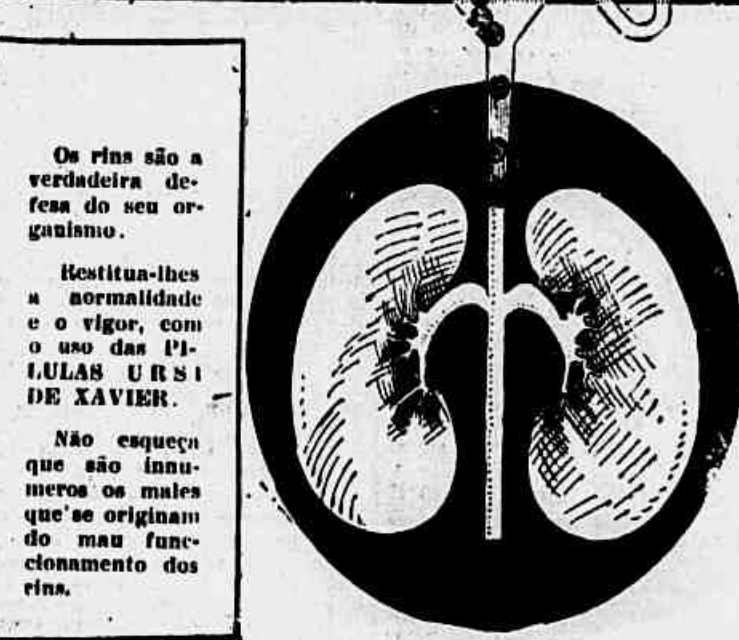 Os rins são a
verdadeira de-
fesa do seu or-
ganismo.
Restitua-lhes
a normalidade
e o vigor, com
o uso das PI-
LULAS URSI
DE XAVIER.
Não esqueça
que são innu-
meros os males
que se originam
do mau func-
cionamento dos
rins.